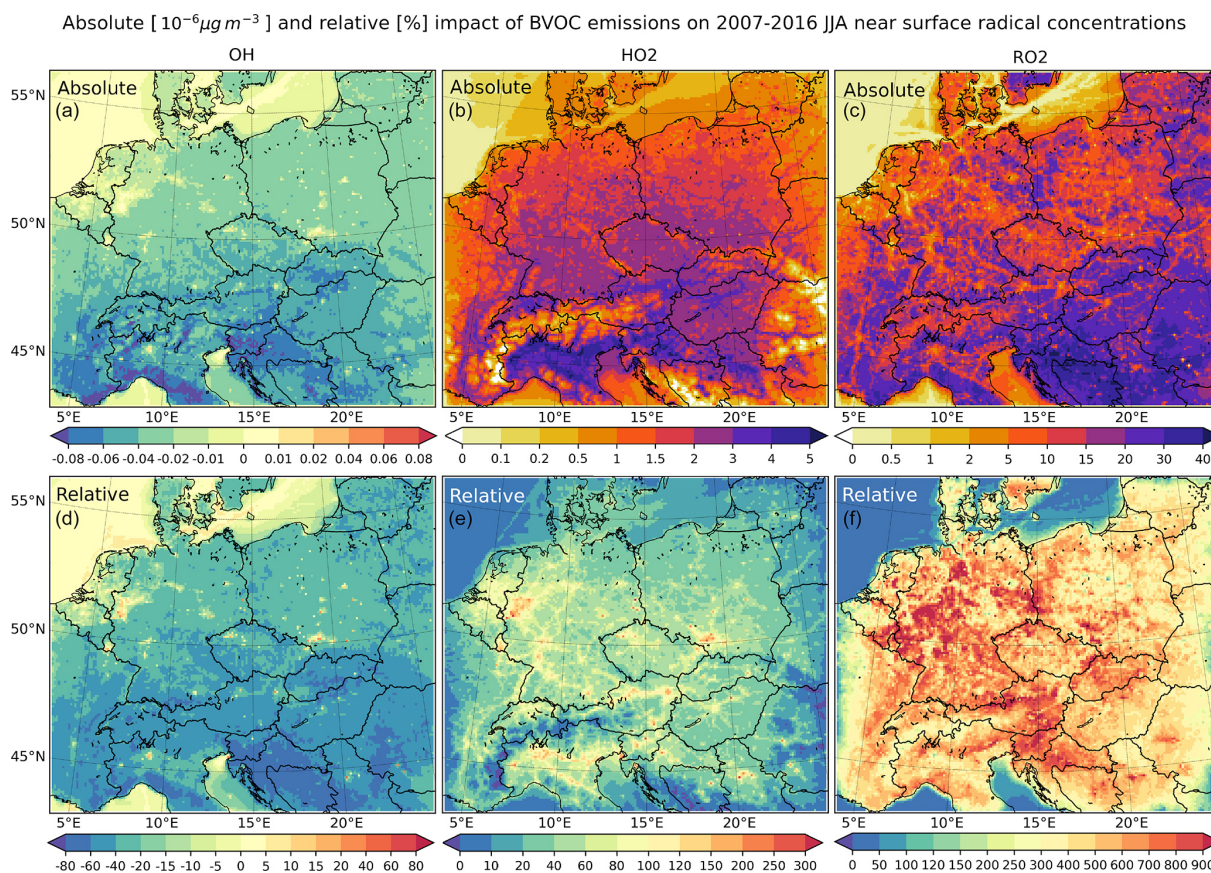 Absolute [ 10⁻⁶μg m⁻³ ] and relative [%] impact of BVOC emissions on 2007-2016 JJA near surface radical concentrations
OH HO2 RO2
55°N Absolute Absolute Absolute
(a) (b) (c)
50°N
45°N
5°E 10°E 15°E 20°E 5°E 10°E 15°E 20°E 5°E 10°E 15°E 20°E
-0.08 -0.06 -0.04 -0.02 -0.01 0 0.01 0.02 0.04 0.06 0.08 0 0.1 0.2 0.5 1 1.5 2 3 4 5 0 0.5 1 2 5 10 15 20 30 40
55°N Relative Relative Relative
(d) (e) (f)
50°N
45°N
5°E 10°E 15°E 20°E 5°E 10°E 15°E 20°E 5°E 10°E 15°E 20°E
-80 -60 -40 -20 -15 -10 -5 0 5 10 15 20 40 60 80 0 10 20 40 60 80 100 120 160 200 300 0 50 100 120 150 200 250 300 400 500 600 700 800 900